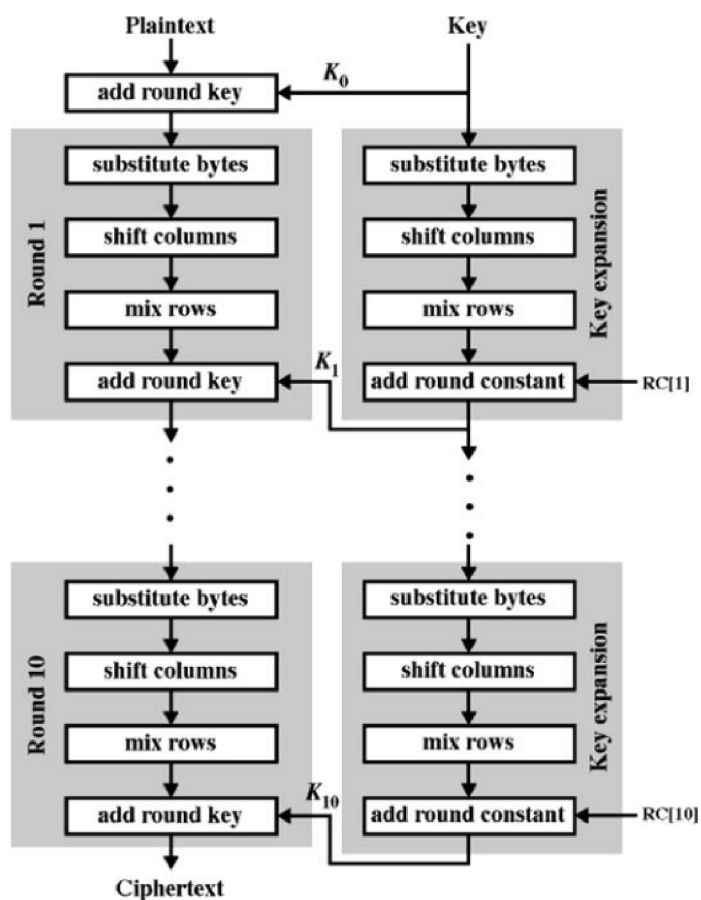 Plaintext
Key
K0
add round key
substitute bytes
substitute bytes
shift columns
shift columns
Round 1
Key expansion
mix rows
mix rows
K1
add round key
add round constant
RC[1]
substitute bytes
substitute bytes
shift columns
shift columns
Round 10
Key expansion
mix rows
mix rows
K10
add round key
add round constant
RC[10]
Ciphertext